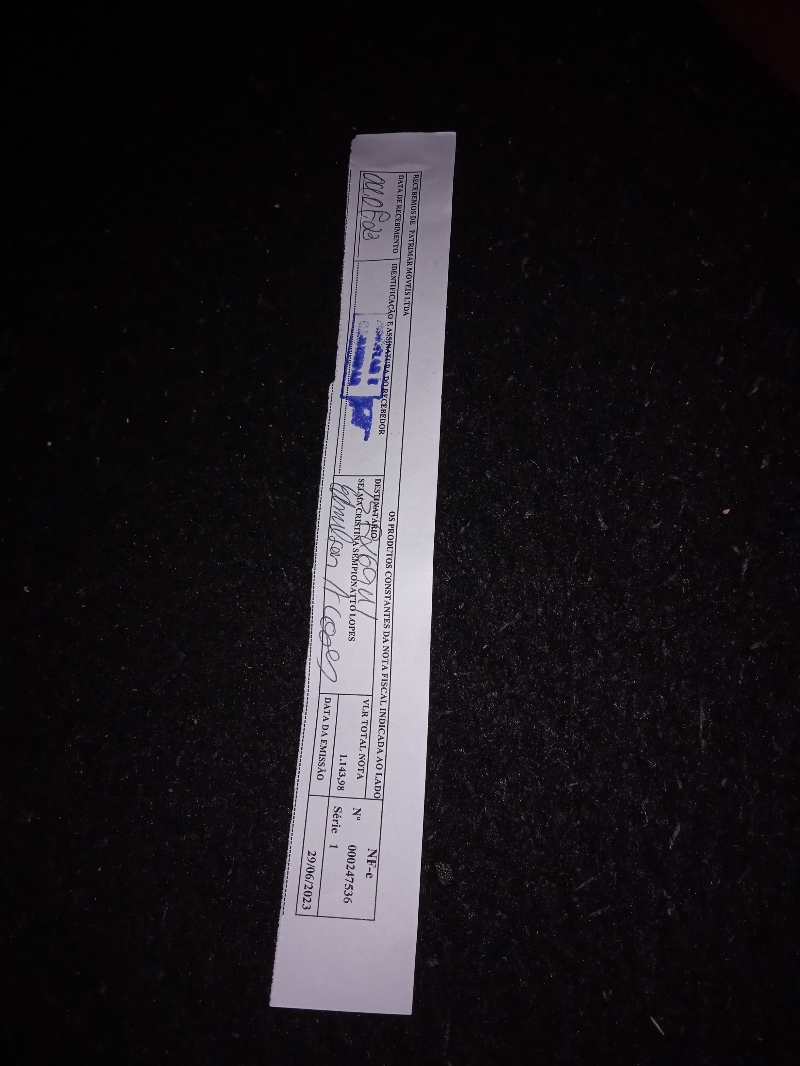 RECEBEMOS DE PATRIMAR MOVEIS LTDA OS PRODUTOS CONSTANTES DA NOTA FISCAL INDICADA AO LADO
DATA DE RECEBIMENTO
IDENTIFICAÇÃO E ASSINATURA DO RECEBEDOR
DESTINATÁRIO
SELMA CRISTINA SEMPIONATTO LOPES
VLR TOTAL NOTA
1.143,98
DATA DA EMISSÃO
29/06/2023
NF-e
Nº 000247536
Série 1